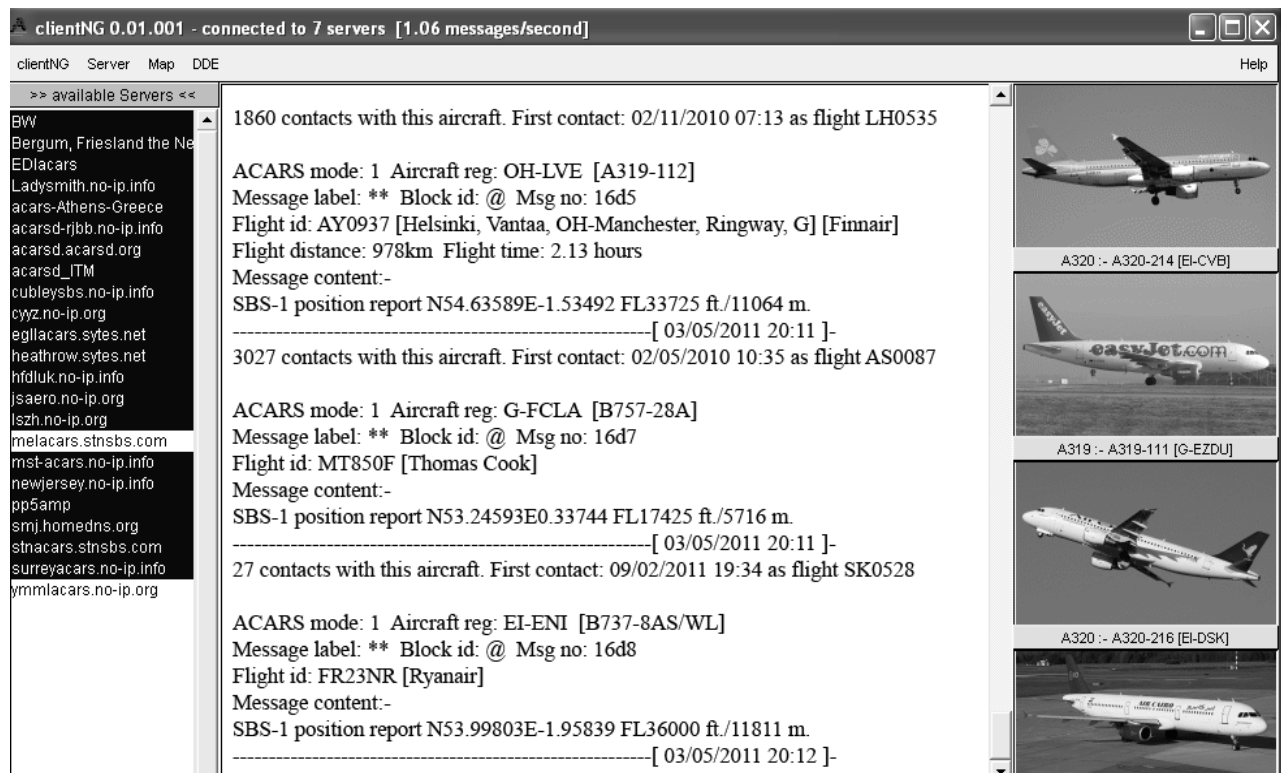 clientNG 0.01.001 - connected to 7 servers [1.06 messages/second]
clientNG Server Map DDE Help
>> available Servers <<
BW
Bergum, Friesland the Ne
EDIacars
Ladysmith.no-ip.info
acars-Athens-Greece
acarsd-rjbb.no-ip.info
acarsd.acarsd.org
acarsd_ITM
cubleysbs.no-ip.info
cyyz.no-ip.org
egllacars.sytes.net
heathrow.sytes.net
hfdluk.no-ip.info
jsaero.no-ip.org
lszh.no-ip.org
melacars.stnsbs.com
mst-acars.no-ip.info
newjersey.no-ip.info
pp5amp
smj.homedns.org
stnacars.stnsbs.com
surreyacars.no-ip.info
ymmlacars.no-ip.org
1860 contacts with this aircraft. First contact: 02/11/2010 07:13 as flight LH0535
ACARS mode: 1 Aircraft reg: OH-LVE [A319-112]
Message label: ** Block id: @ Msg no: 16d5
Flight id: AY0937 [Helsinki, Vantaa, OH-Manchester, Ringway, G] [Finnair]
Flight distance: 978km Flight time: 2.13 hours
Message content:-
SBS-1 position report N54.63589E-1.53492 FL33725 ft./11064 m.
----------------------------------------------------------[ 03/05/2011 20:11 ]-
3027 contacts with this aircraft. First contact: 02/05/2010 10:35 as flight AS0087
ACARS mode: 1 Aircraft reg: G-FCLA [B757-28A]
Message label: ** Block id: @ Msg no: 16d7
Flight id: MT850F [Thomas Cook]
Message content:-
SBS-1 position report N53.24593E0.33744 FL17425 ft./5716 m.
----------------------------------------------------------[ 03/05/2011 20:11 ]-
27 contacts with this aircraft. First contact: 09/02/2011 19:34 as flight SK0528
ACARS mode: 1 Aircraft reg: EI-ENI [B737-8AS/WL]
Message label: ** Block id: @ Msg no: 16d8
Flight id: FR23NR [Ryanair]
Message content:-
SBS-1 position report N53.99803E-1.95839 FL36000 ft./11811 m.
----------------------------------------------------------[ 03/05/2011 20:12 ]-
A320 :- A320-214 [EI-CVB]
easyJet
easyJet.com
A319 :- A319-111 [G-EZDU]
A320 :- A320-216 [EI-DSK]
AIR CAIRO